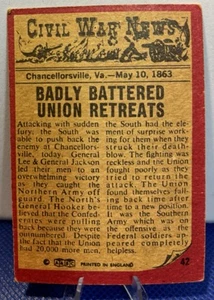 CIVIL WAR NEWS
Chancellorsville, Va.—May 10, 1863
BADLY BATTERED
UNION RETREATS
Attacking with sudden
fury, the South was
able to push back the
enemy at Chancellors-
ville, today. General
Lee & General Jackson
led their men to an
overwhelming victory
as they caught the
Northern Army off
guard. The North's
General Hooker be-
lieved that the Confed-
erates were pulling
back because they were
outnumbered. Despite
the fact that the Union
had 20,000 more men,
the South had the ele-
ment of surprise work-
ing for them when they
struck their death-
blow. The fighting was
reckless and the Union
fought poorly as they
tried to halt the enemy
advance. The Union
found themselves fall-
ing back time after
time to a new position.
It was the Southern
Army which was on
the offensive as the
Federal soldiers ap-
peared completely
helpless.
© A&BC PRINTED IN ENGLAND
42